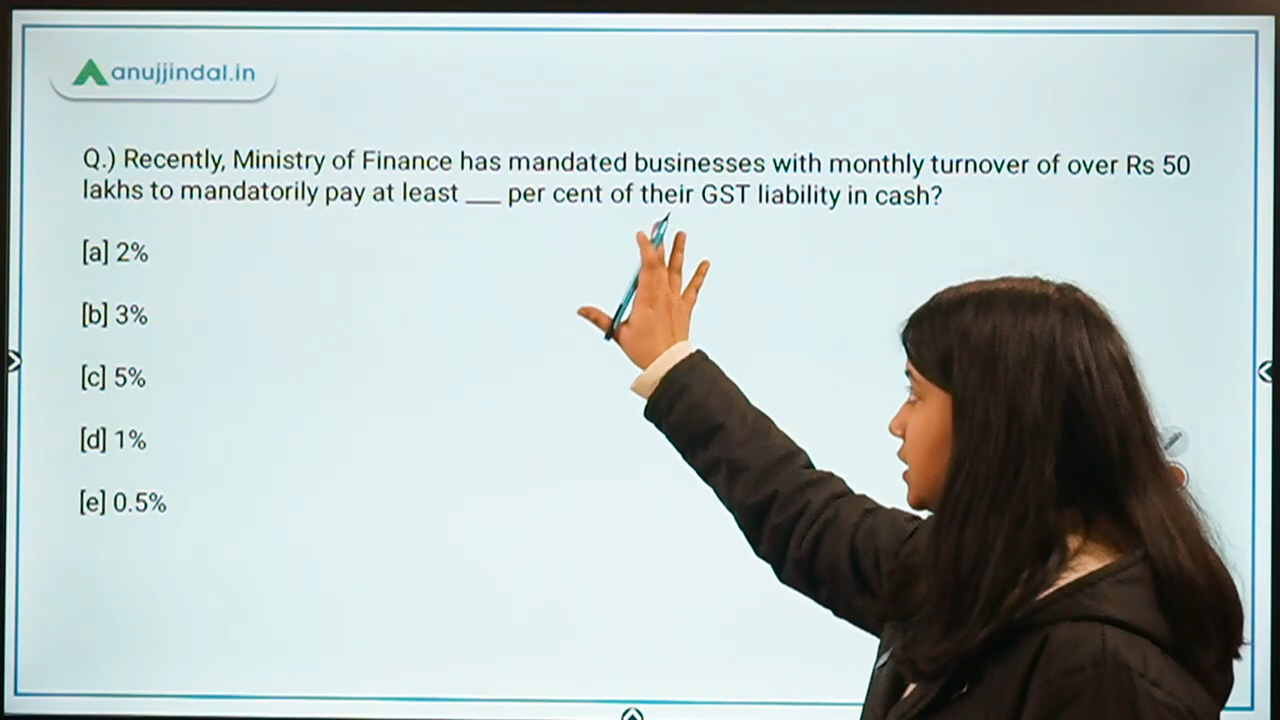 anujjindal.in
Q.) Recently, Ministry of Finance has mandated businesses with monthly turnover of over Rs 50
lakhs to mandatorily pay at least ___ per cent of their GST liability in cash?
[a] 2%
[b] 3%
[c] 5%
[d] 1%
[e] 0.5%